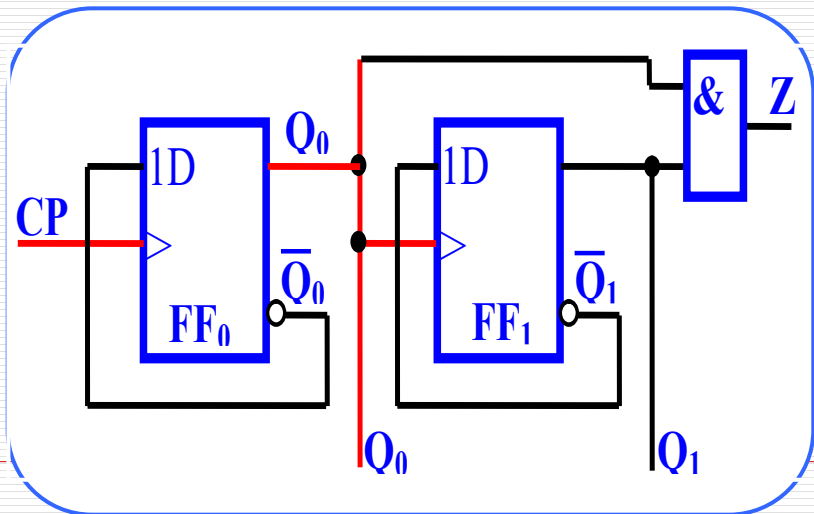 & Z
Q₀
1D 1D
CP
Q̅₀ Q̅₁
FF₀ FF₁
Q₀ Q₁